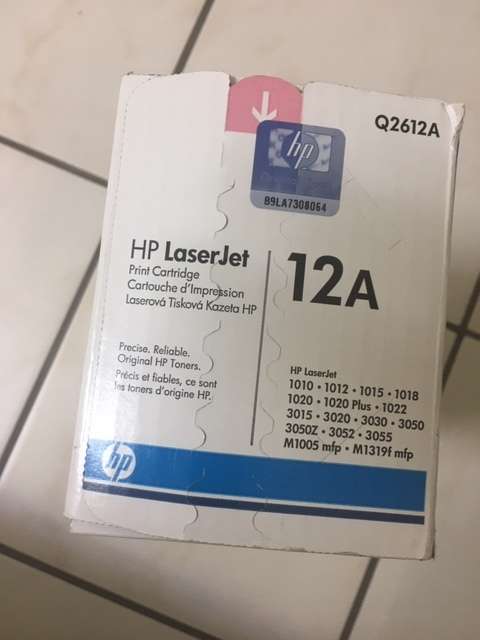 Q2612A
hp
B9LA7308064
HP LaserJet
Print Cartridge
Cartouche d'Impression
Laserová Tisková Kazeta HP
12A
Precise. Reliable.
Original HP Toners.
Précis et fiables, ce sont
les toners d'origine HP.
HP LaserJet
1010 • 1012 • 1015 • 1018
1020 • 1020 Plus • 1022
3015 • 3020 • 3030 • 3050
3050Z • 3052 • 3055
M1005 mfp • M1319f mfp
hp